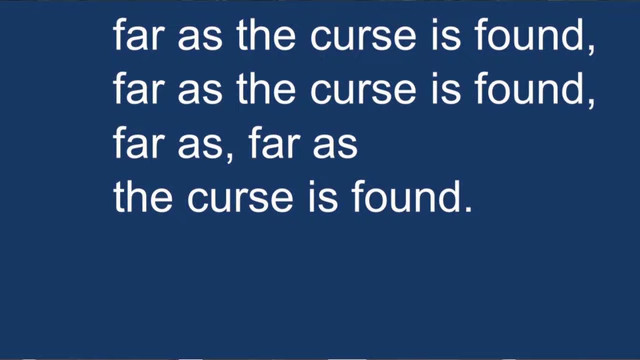 far as the curse is found,
far as the curse is found,
far as, far as
the curse is found.